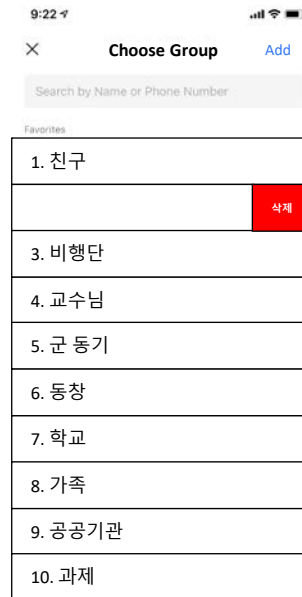 9:22
Choose Group
Add
Search by Name or Phone Number
Favorites
1. 친구
삭제
3. 비행단
4. 교수님
5. 군 동기
6. 동창
7. 학교
8. 가족
9. 공공기관
10. 과제